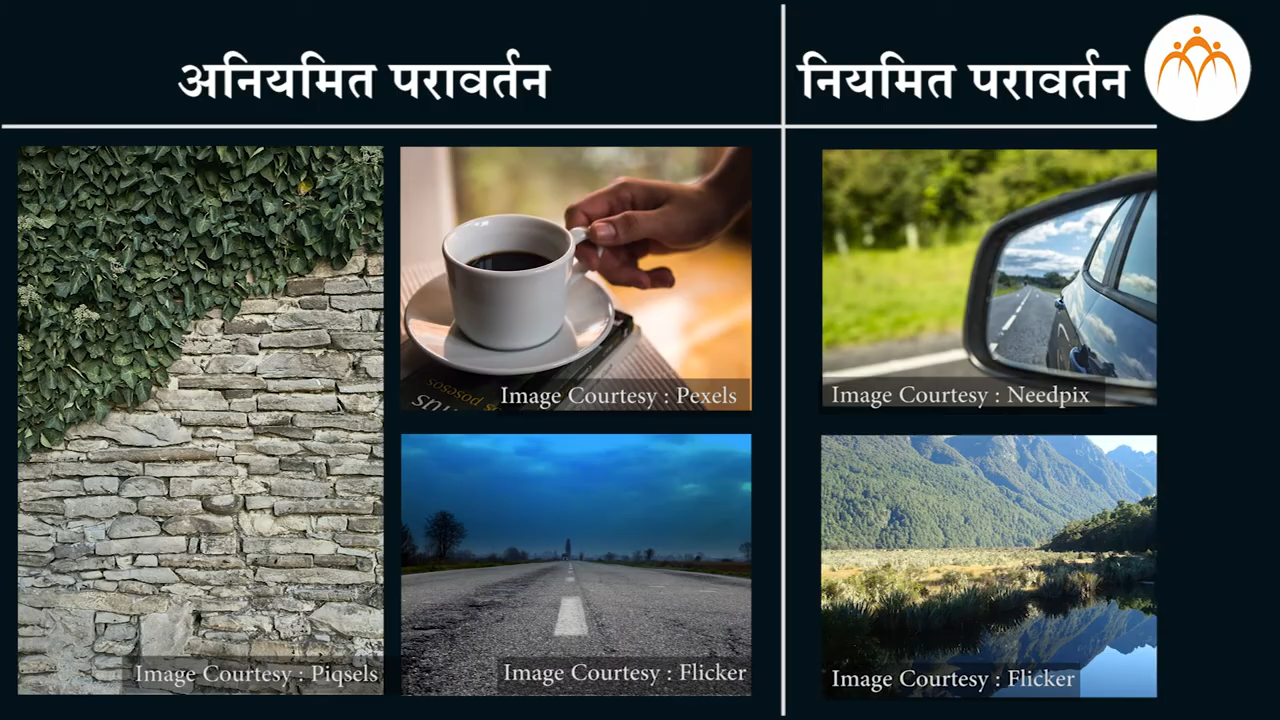 अनियमित परावर्तन
नियमित परावर्तन
Image Courtesy : Pexels
Image Courtesy : Needpix
Image Courtesy : Piqsels
Image Courtesy : Flicker
Image Courtesy : Flicker